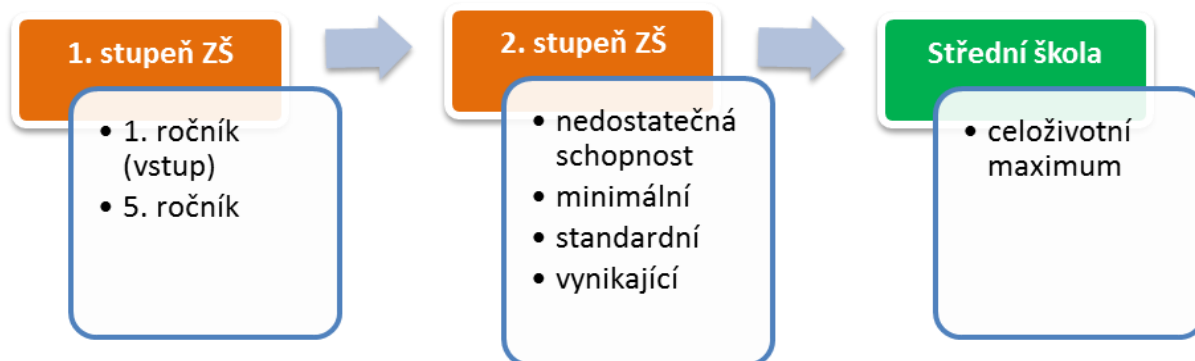 1. stupeň ZŠ
• 1. ročník
(vstup)
• 5. ročník
2. stupeň ZŠ
• nedostatečná
schopnost
• minimální
• standardní
• vynikající
Střední škola
• celoživotní
maximum